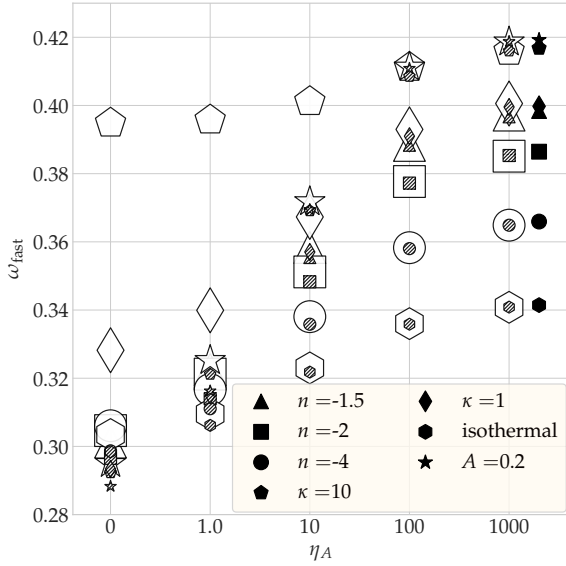 0.42
0.40
0.38
0.36
0.34
0.32
0.30
0.28
ω_fast
n =-1.5
n =-2
n =-4
κ =10
κ =1
isothermal
A =0.2
0 1.0 10 100 1000
η_A